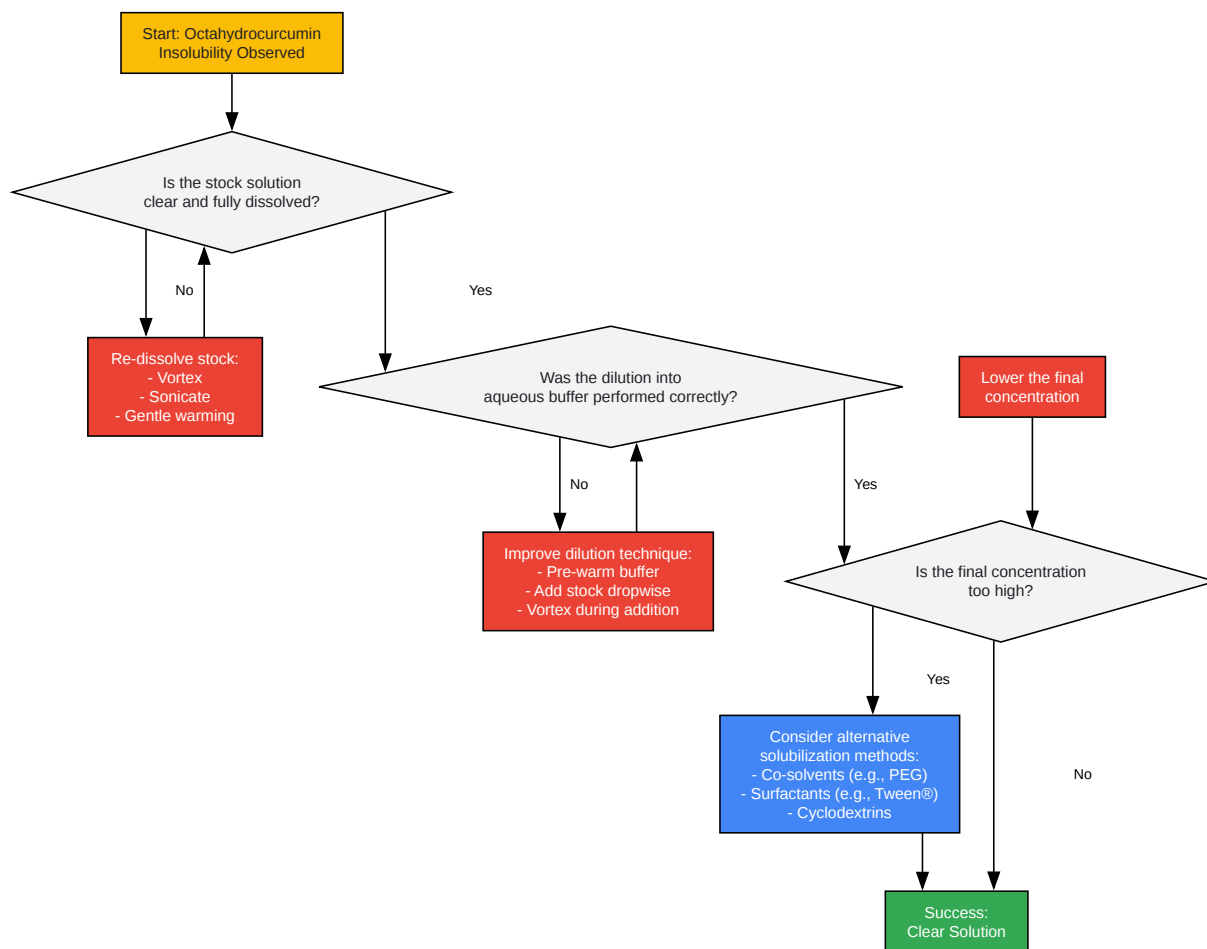 Start: Octahydrocurcumin
Insolubility Observed
Is the stock solution
clear and fully dissolved?
No
Yes
Re-dissolve stock:
- Vortex
- Sonicate
- Gentle warming
Was the dilution into
aqueous buffer performed correctly?
Lower the final
concentration
No
Yes
Improve dilution technique:
- Pre-warm buffer
- Add stock dropwise
- Vortex during addition
Is the final concentration
too high?
Yes
No
Consider alternative
solubilization methods:
- Co-solvents (e.g., PEG)
- Surfactants (e.g., Tween®)
- Cyclodextrins
Success:
Clear Solution